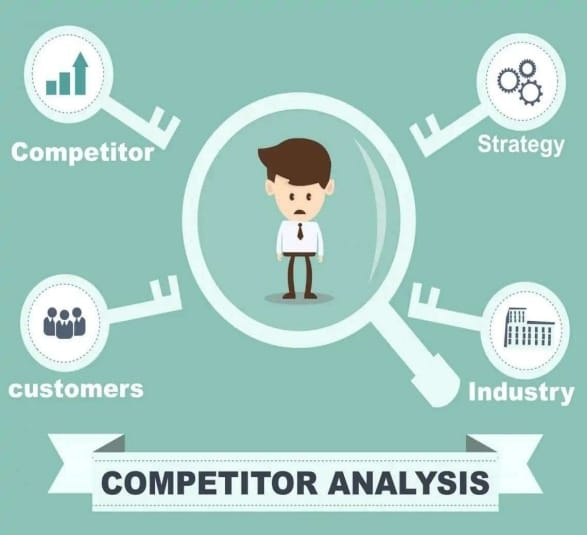 Competitor
Strategy
customers
Industry
COMPETITOR ANALYSIS